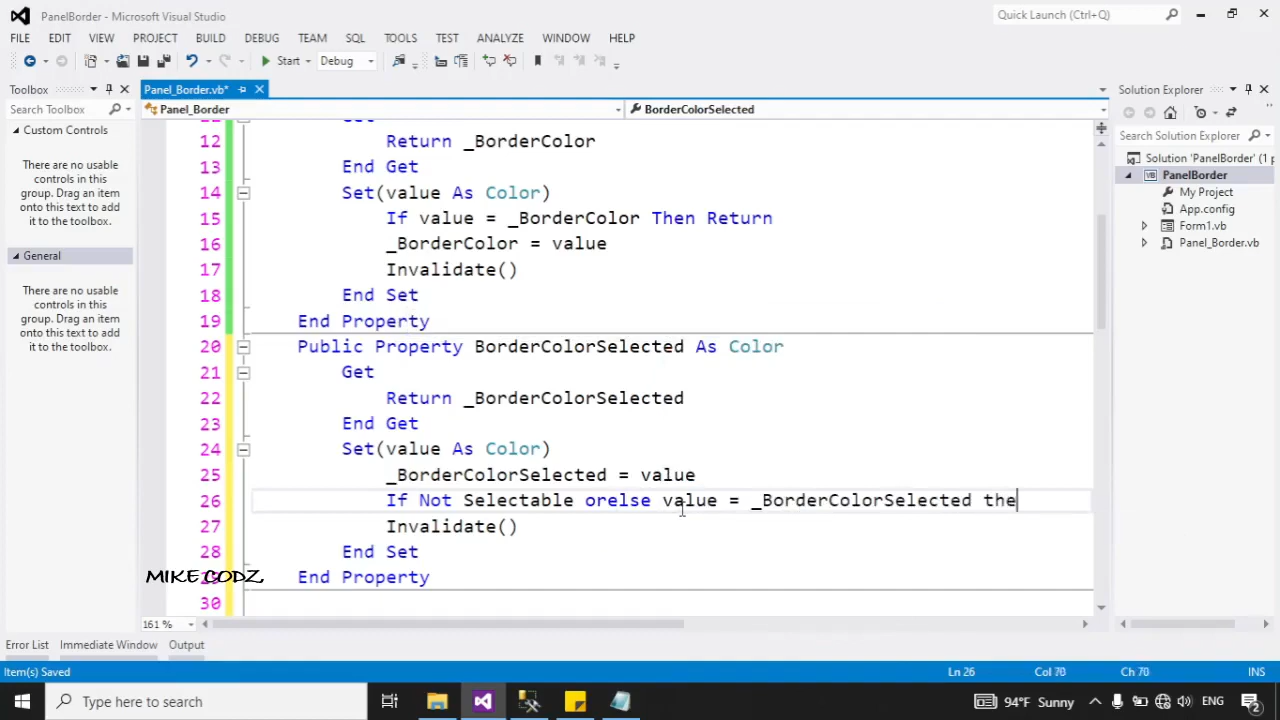 PanelBorder - Microsoft Visual Studio
Quick Launch (Ctrl+Q)
FILE EDIT VIEW PROJECT BUILD DEBUG TEAM SQL TOOLS TEST ANALYZE WINDOW HELP
Start Debug
Toolbox
Panel_Border.vb*
Solution Explorer
Search Toolbox
Panel_Border
BorderColorSelected
Custom Controls
There are no usable
controls in this
group. Drag an item
onto this text to add
it to the toolbox.
General
There are no usable
controls in this
group. Drag an item
onto this text to add
it to the toolbox.
12 Return _BorderColor
13 End Get
14 Set(value As Color)
15 If value = _BorderColor Then Return
16 _BorderColor = value
17 Invalidate()
18 End Set
19 End Property
20 Public Property BorderColorSelected As Color
21 Get
22 Return _BorderColorSelected
23 End Get
24 Set(value As Color)
25 _BorderColorSelected = value
26 If Not Selectable orelse value = _BorderColorSelected the
27 Invalidate()
28 End Set
End Property
30
MIKE CODZ,
Search Solution Explorer
Solution 'PanelBorder' (1 p
PanelBorder
My Project
App.config
Form1.vb
Panel_Border.vb
161 %
Error List Immediate Window Output
Item(s) Saved Ln 26 Col 70 Ch 70 INS
Type here to search
94°F Sunny
ENG
2